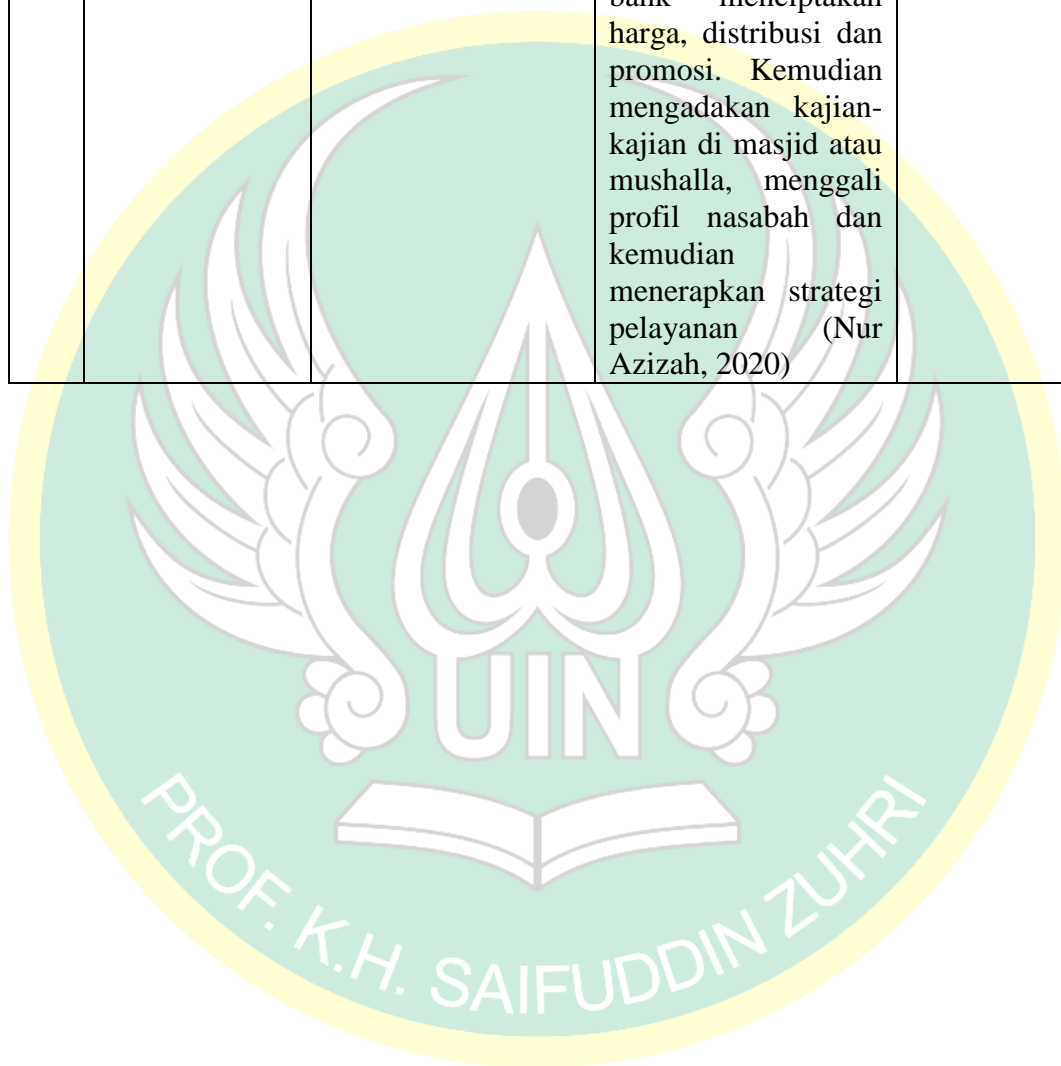 bank menciptakan
harga, distribusi dan
promosi. Kemudian
mengadakan kajian-
kajian di masjid atau
mushalla, menggali
profil nasabah dan
kemudian
menerapkan strategi
pelayanan (Nur
Azizah, 2020)
UIN
PROF. K.H. SAIFUDDIN ZUHRI